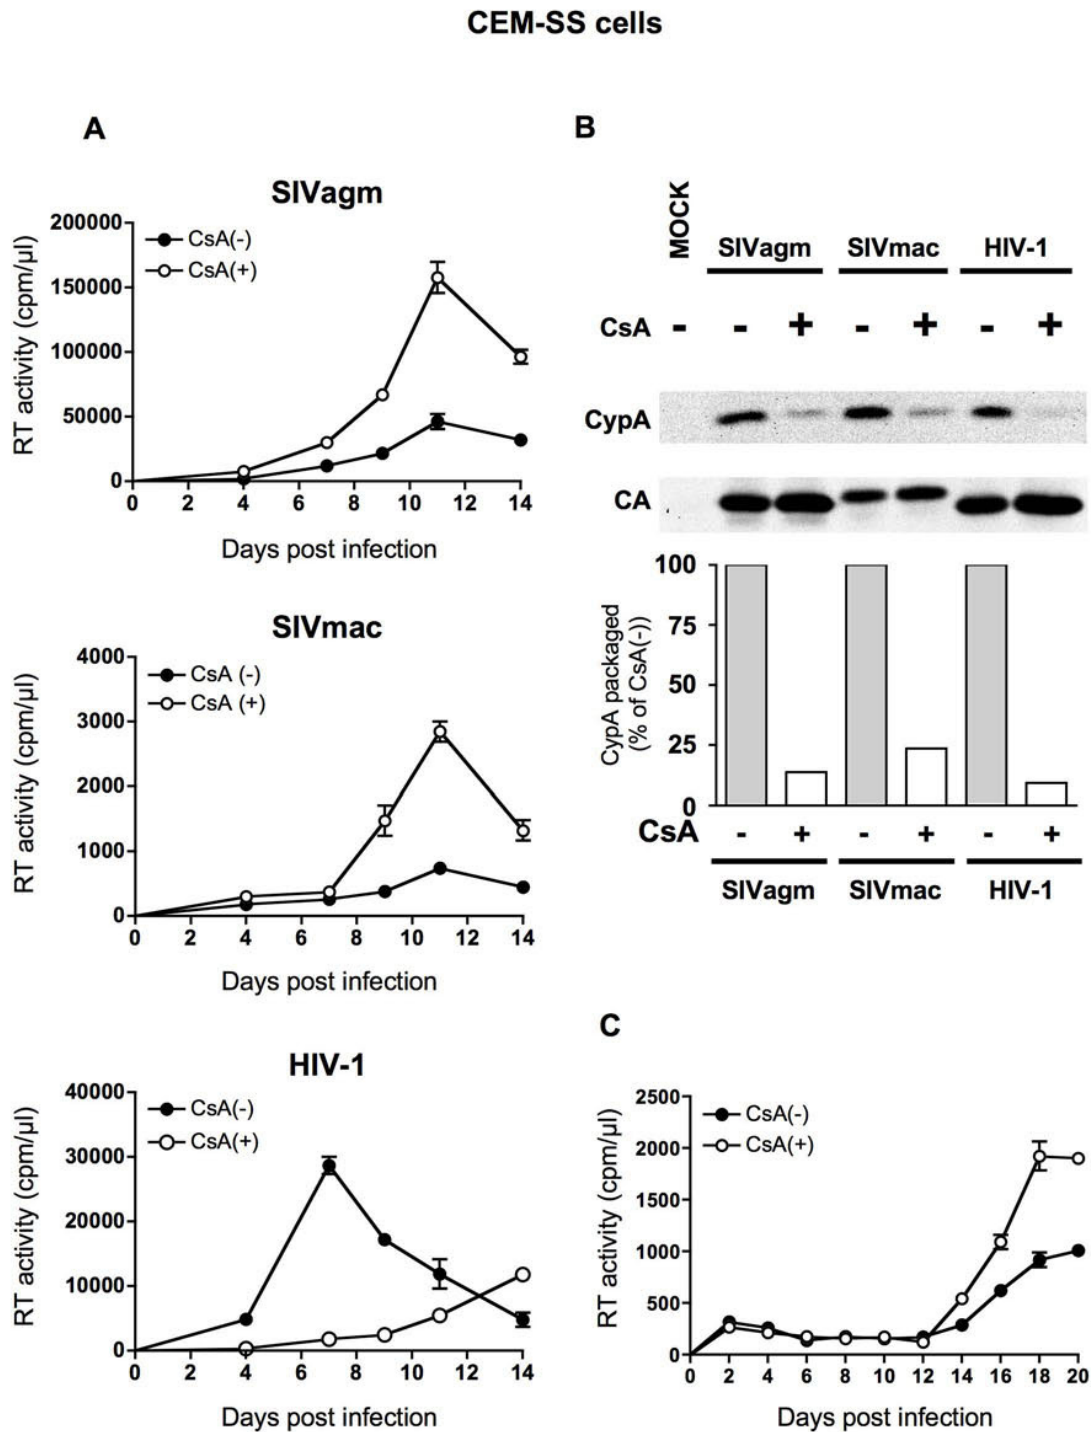 CEM-SS cells
A
SIVagm
200000
150000
100000
50000
0
RT activity (cpm/µl)
CsA(-)
CsA(+)
0 2 4 6 8 10 12 14
Days post infection
SIVmac
4000
3000
2000
1000
0
RT activity (cpm/µl)
CsA (-)
CsA (+)
0 2 4 6 8 10 12 14
Days post infection
HIV-1
40000
30000
20000
10000
0
RT activity (cpm/µl)
CsA(-)
CsA(+)
0 2 4 6 8 10 12 14
Days post infection
B
MOCK
SIVagm SIVmac HIV-1
CsA - - + - + - +
CypA
CA
100
75
50
25
0
CypA packaged
(% of CsA(-))
CsA - + - + - +
SIVagm SIVmac HIV-1
C
2500
2000
1500
1000
500
0
RT activity (cpm/µl)
CsA(-)
CsA(+)
0 2 4 6 8 10 12 14 16 18 20
Days post infection